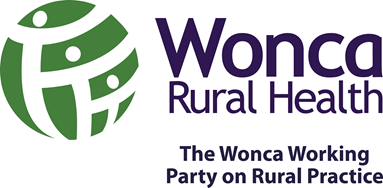 Wonca
Rural Health
The Wonca Working
Party on Rural Practice